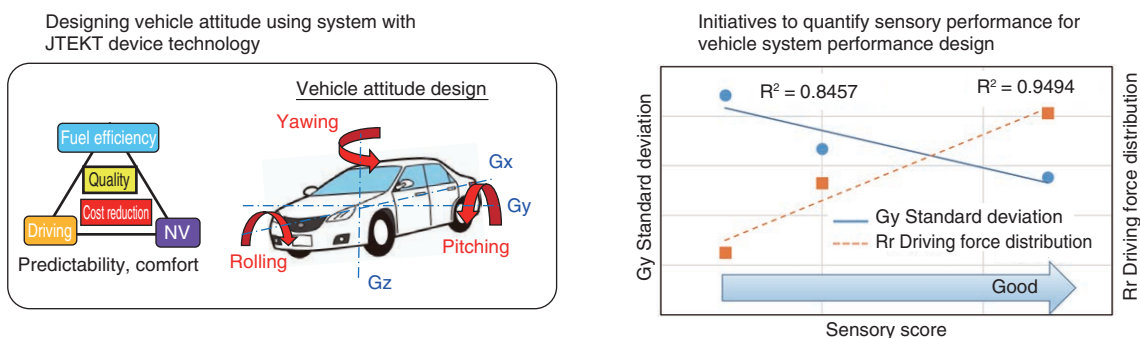 Designing vehicle attitude using system with
JTEKT device technology
Vehicle attitude design
Yawing
Fuel efficiency
Quality
Cost reduction
Driving
NV
Predictability, comfort
Gx
Gy
Pitching
Rolling
Gz
Initiatives to quantify sensory performance for
vehicle system performance design
R² = 0.8457
R² = 0.9494
Gy Standard deviation
Rr Driving force distribution
Gy Standard deviation
Rr Driving force distribution
Good
Sensory score